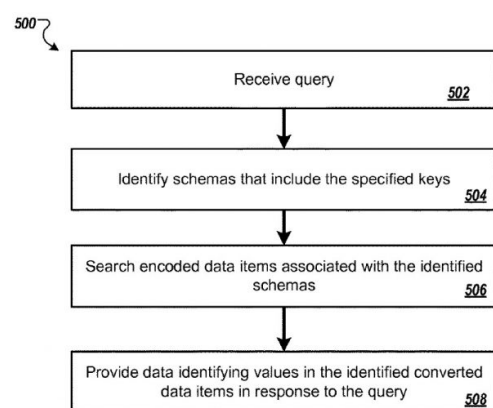 500
Receive query
502
Identify schemas that include the specified keys
504
Search encoded data items associated with the identified
schemas
506
Provide data identifying values in the identified converted
data items in response to the query
508